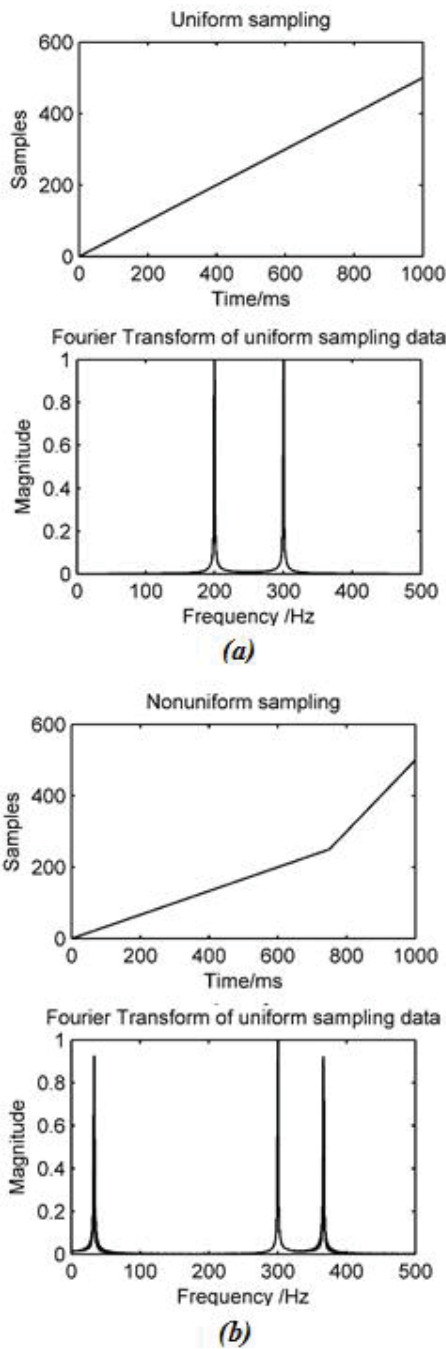 Uniform sampling
600
400
200
0
Samples
200 400 600 800 1000
Time/ms
Fourier Transform of uniform sampling data
1
0.8
0.6
0.4
0.2
0
Magnitude
0 100 200 300 400 500
Frequency /Hz
(a)
Nonuniform sampling
600
400
200
0
Samples
0 200 400 600 800 1000
Time/ms
Fourier Transform of uniform sampling data
1
0.8
0.6
0.4
0.2
0
Magnitude
0 100 200 300 400 500
Frequency /Hz
(b)